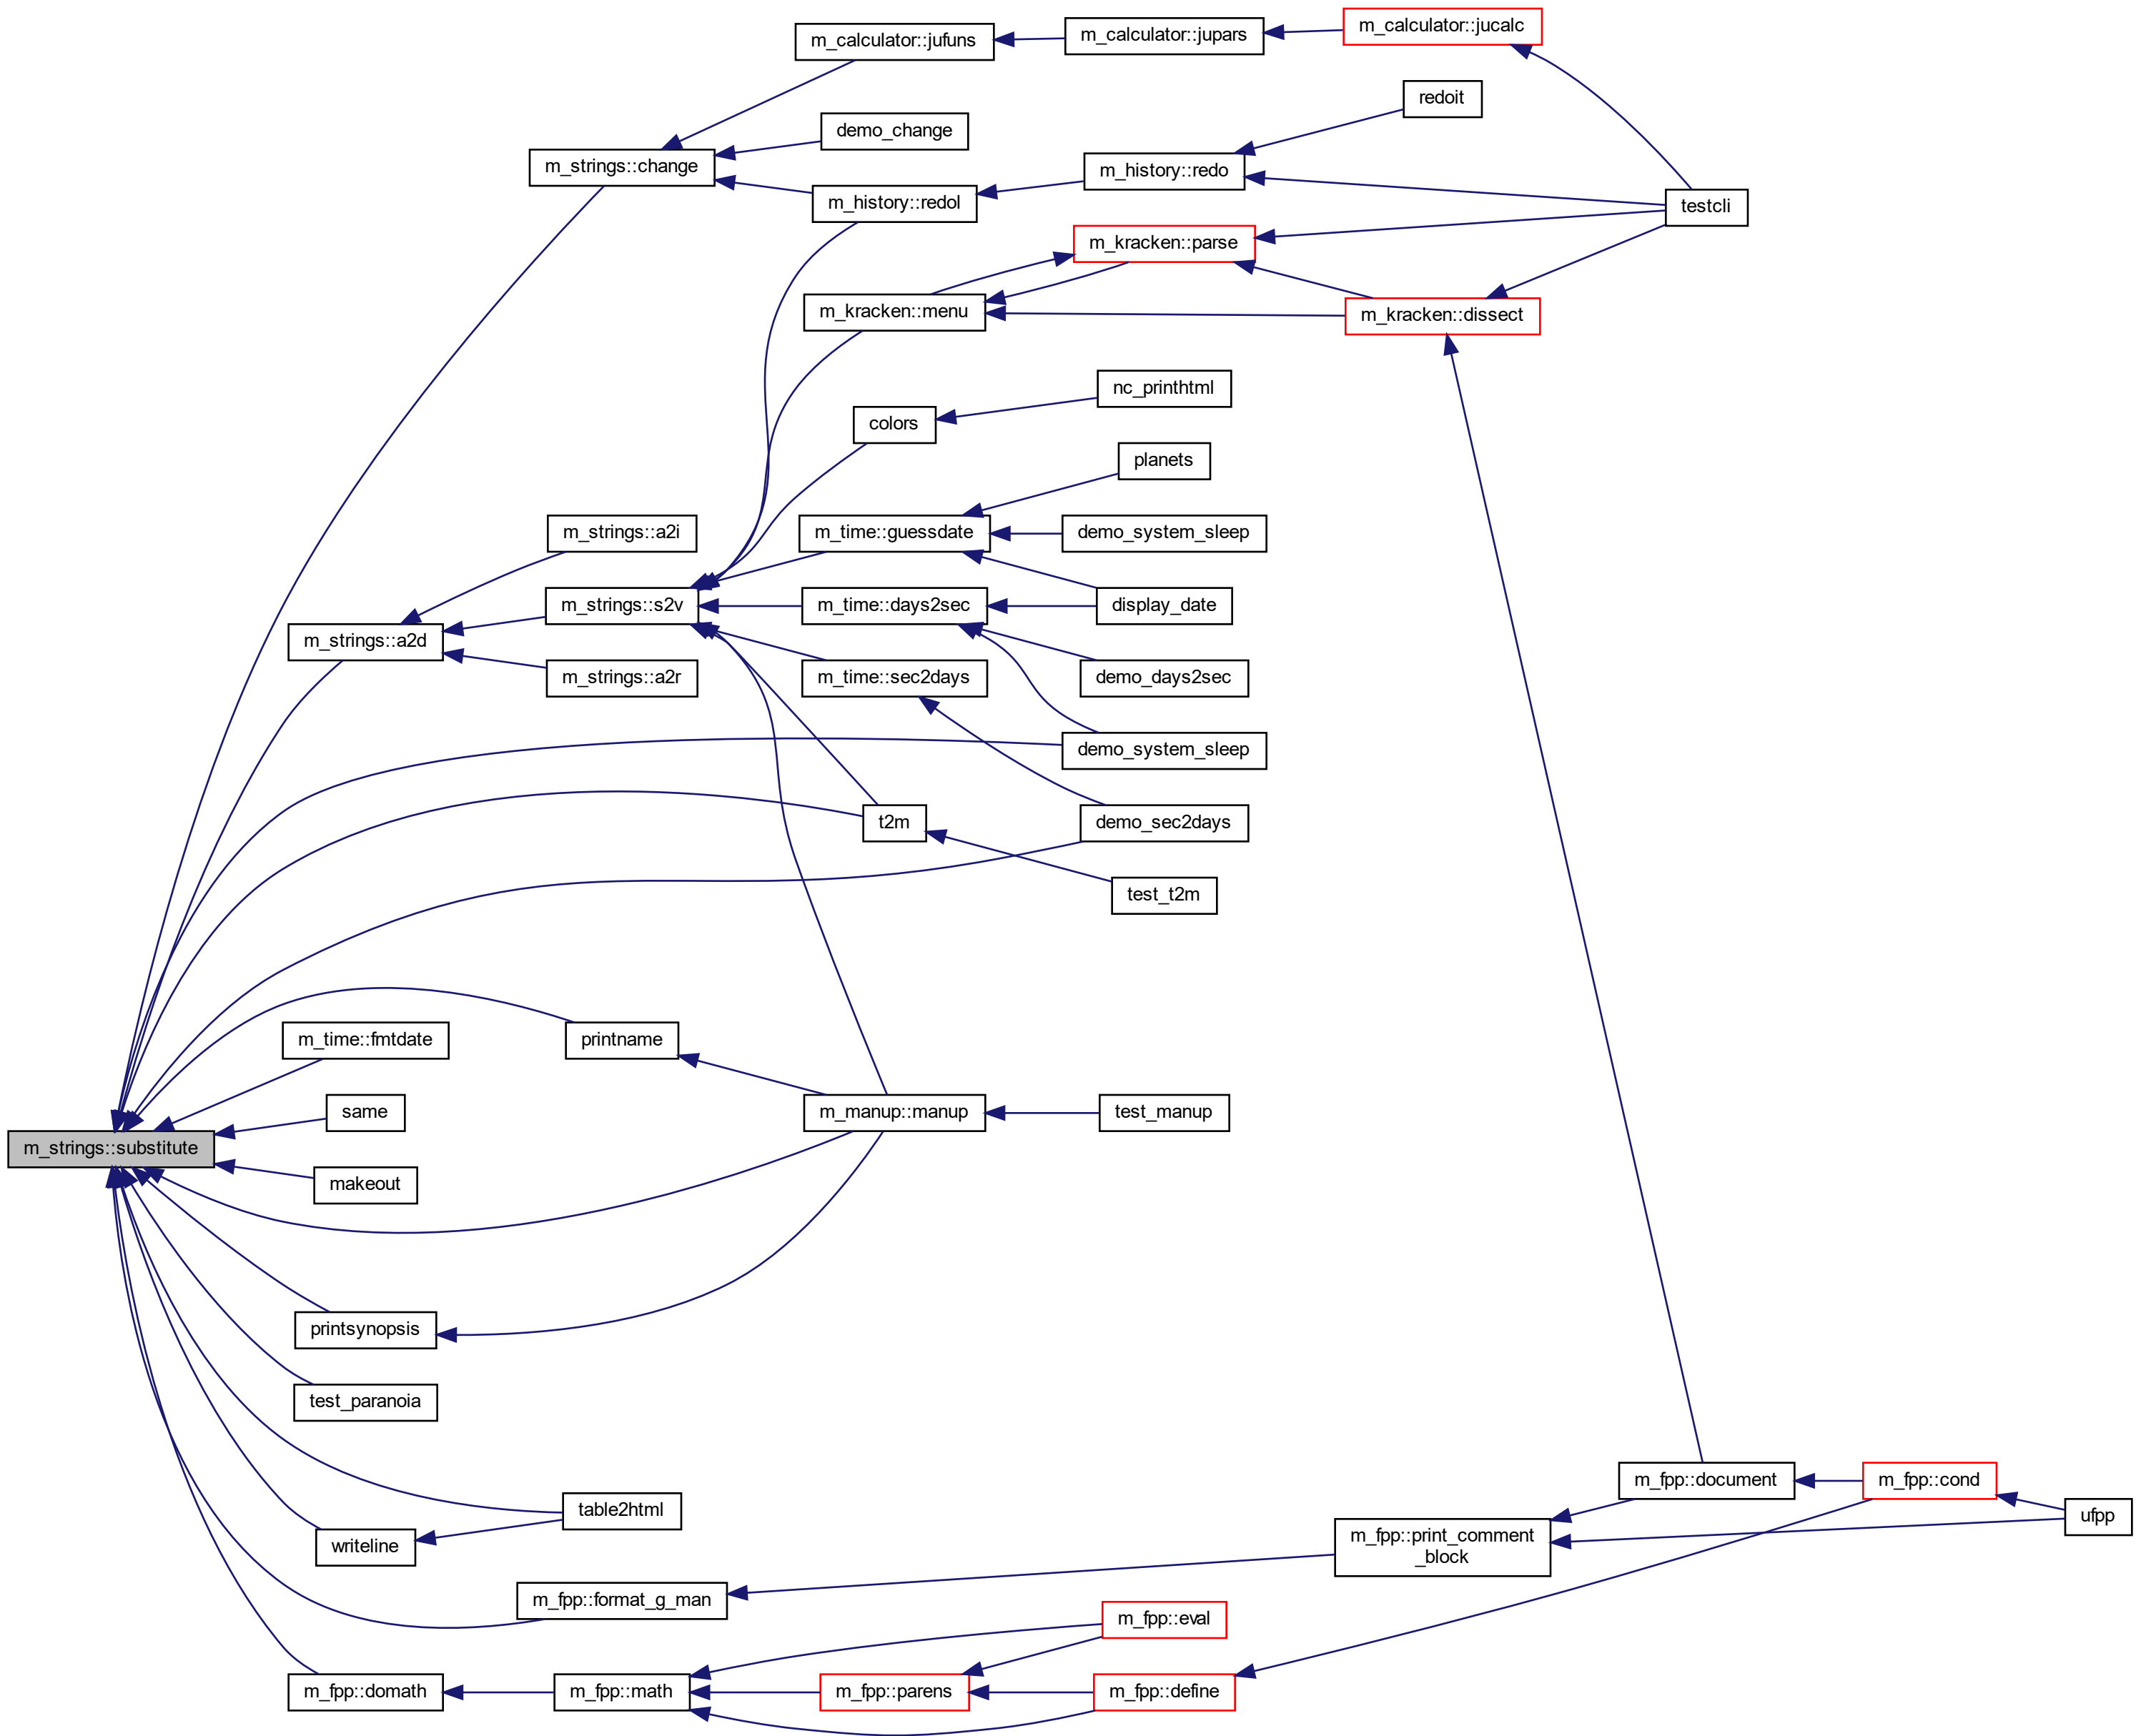 m_calculator::jufuns
m_calculator::jupars
m_calculator::jucalc
redoit
demo_change
m_strings::change
m_history::redo
m_history::redol
testcli
m_kracken::parse
m_kracken::menu
m_kracken::dissect
nc_printhtml
colors
planets
m_strings::a2i
m_time::guessdate
demo_system_sleep
m_strings::s2v
m_time::days2sec
display_date
m_strings::a2d
m_strings::a2r
m_time::sec2days
demo_days2sec
demo_system_sleep
t2m
demo_sec2days
test_t2m
m_time::fmtdate
printname
same
m_manup::manup
test_manup
m_strings::substitute
makeout
printsynopsis
test_paranoia
m_fpp::document
m_fpp::cond
table2html
ufpp
writeline
m_fpp::print_comment
_block
m_fpp::format_g_man
m_fpp::eval
m_fpp::domath
m_fpp::math
m_fpp::parens
m_fpp::define